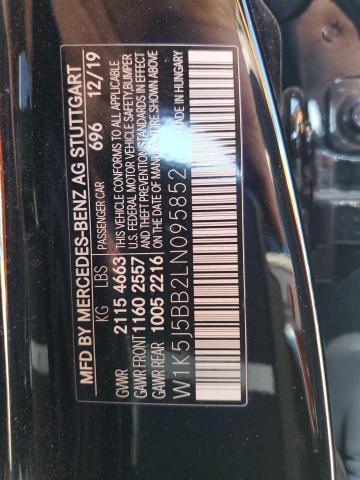 MFD BY MERCEDES-BENZ AG STUTTGART
696 12/19
KG LBS PASSENGER CAR
GVWR 2115 4663 THIS VEHICLE CONFORMS TO ALL APPLICABLE
GAWR FRONT 1160 2557 U.S. FEDERAL MOTOR VEHICLE SAFETY, BUMPER
GAWR REAR 1005 2216 AND THEFT PREVENTION STANDARDS IN EFFECT
ON THE DATE OF MANUFACTURE SHOWN ABOVE
W1K5J5BB2LN095852 MADE IN HUNGARY